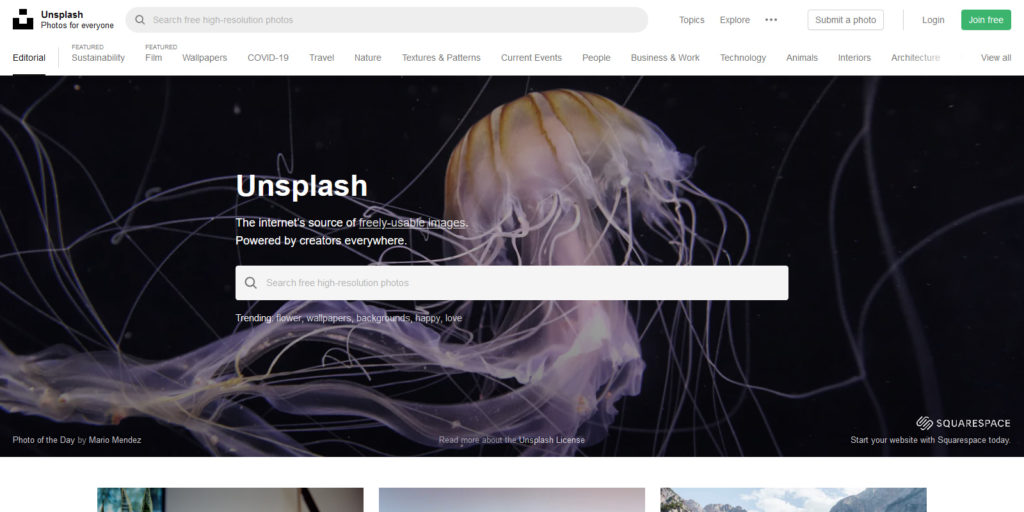 Unsplash
Photos for everyone
Search free high-resolution photos
Topics
Explore
Submit a photo
Login
Join free
Editorial
FEATURED
Sustainability
FEATURED
Film
Wallpapers
COVID-19
Travel
Nature
Textures & Patterns
Current Events
People
Business & Work
Technology
Animals
Interiors
Architecture
View all
Unsplash
The internet's source of freely-usable images.
Powered by creators everywhere.
Search free high-resolution photos
Trending: flower, wallpapers, backgrounds, happy, love
SQUARESPACE
Photo of the Day by Mario Mendez
Read more about the Unsplash License
Start your website with Squarespace today.